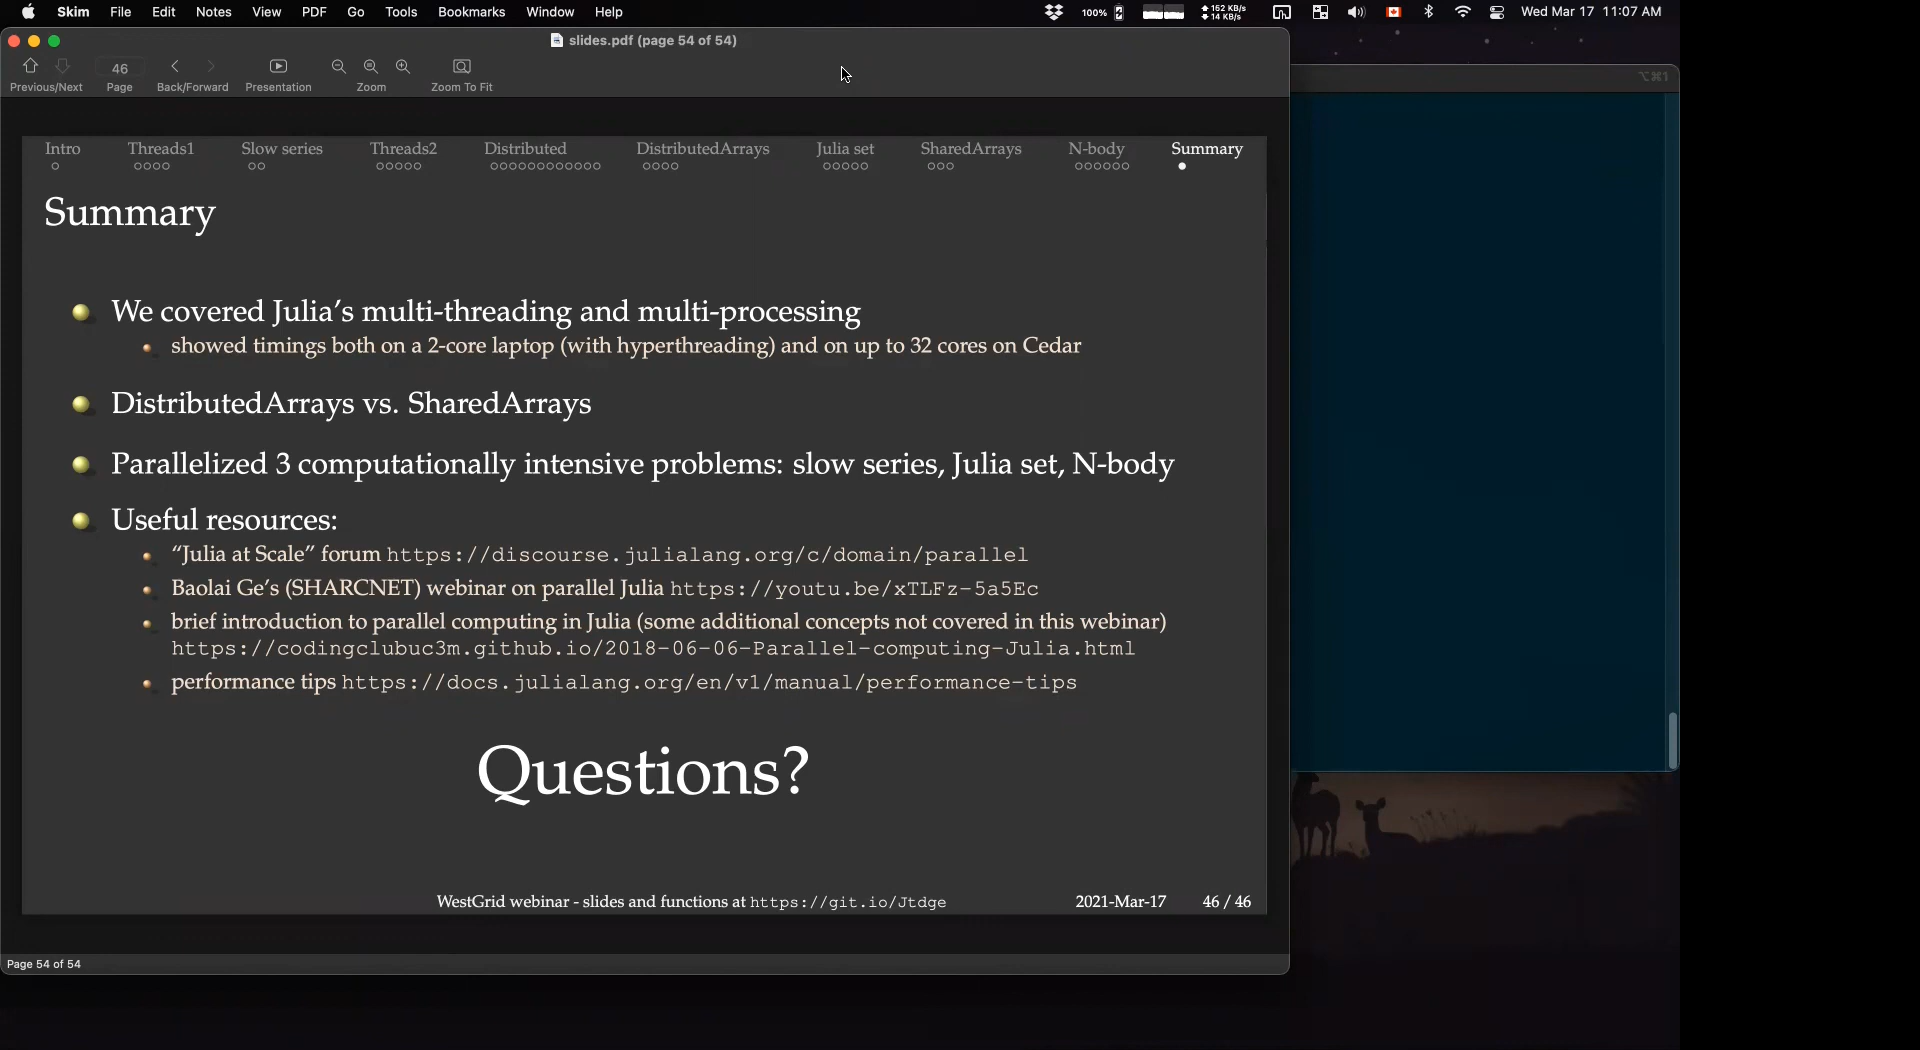 Skim File Edit Notes View PDF Go Tools Bookmarks Window Help 100% 152 KB/s Wed Mar 17 11:07 AM
14 KB/s
slides.pdf (page 54 of 54)
46
Previous/Next Page Back/Forward Presentation Zoom Zoom To Fit
⌥⌘1
Intro Threads1 Slow series Threads2 Distributed DistributedArrays Julia set SharedArrays N-body Summary
Summary
We covered Julia's multi-threading and multi-processing
showed timings both on a 2-core laptop (with hyperthreading) and on up to 32 cores on Cedar
DistributedArrays vs. SharedArrays
Parallelized 3 computationally intensive problems: slow series, Julia set, N-body
Useful resources:
“Julia at Scale” forum https://discourse.julialang.org/c/domain/parallel
Baolai Ge's (SHARCNET) webinar on parallel Julia https://youtu.be/xTLFz-5a5Ec
brief introduction to parallel computing in Julia (some additional concepts not covered in this webinar)
https://codingclubuc3m.github.io/2018-06-06-Parallel-computing-Julia.html
performance tips https://docs.julialang.org/en/v1/manual/performance-tips
Questions?
WestGrid webinar - slides and functions at https://git.io/Jtdge 2021-Mar-17 46 / 46
Page 54 of 54